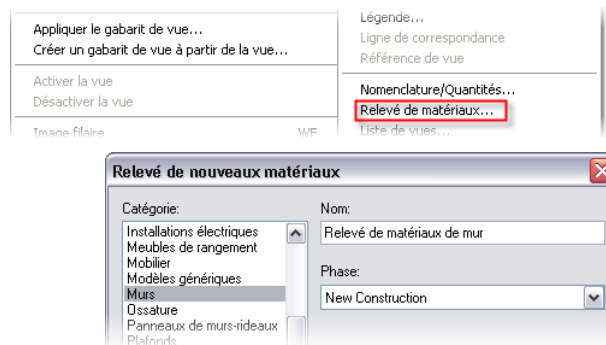 Appliquer le gabarit de vue...
Créer un gabarit de vue à partir de la vue...
Activer la vue
Désactiver la vue
Image filaire WF
Légende...
Ligne de correspondance
Référence de vue
Nomenclature/Quantités...
Relevé de matériaux...
Liste de vues...
Relevé de nouveaux matériaux
Catégorie:
Installations électriques
Meubles de rangement
Mobilier
Modèles génériques
Murs
Ossature
Panneaux de murs-rideaux
Plafonds
Nom:
Relevé de matériaux de mur
Phase:
New Construction